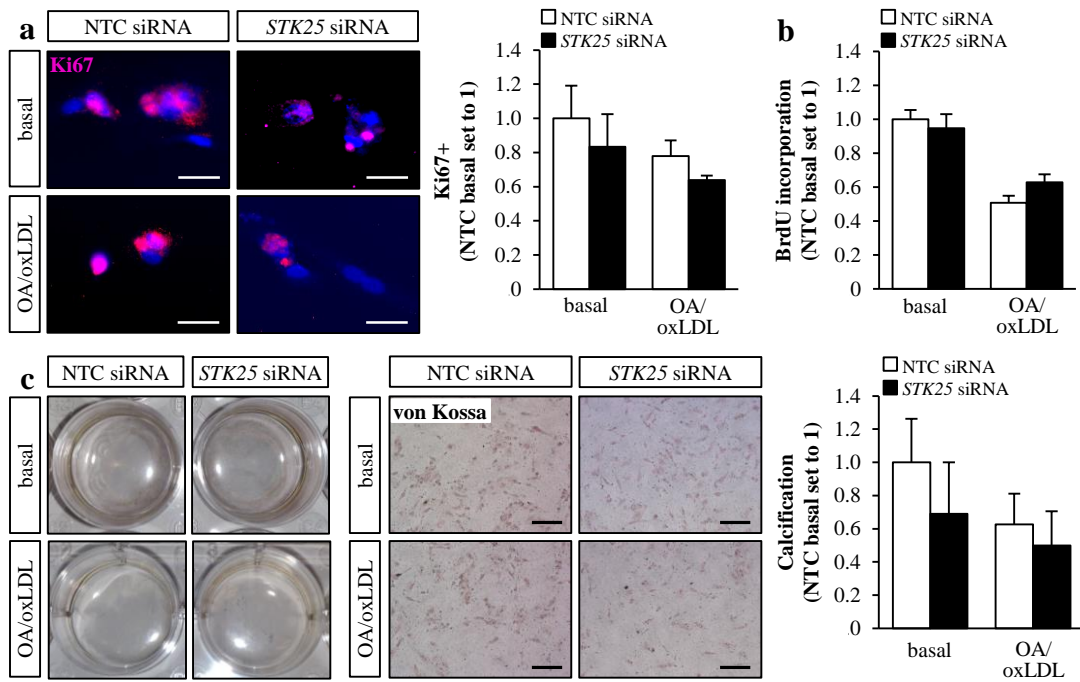 a
NTC siRNA
STK25 siRNA
basal
Ki67
OA/oxLDL
NTC siRNA
STK25 siRNA
Ki67+
(NTC basal set to 1)
1.4
1.2
1.0
0.8
0.6
0.4
0.2
0
basal
OA/
oxLDL
b
NTC siRNA
STK25 siRNA
BrdU incorporation
(NTC basal set to 1)
1.4
1.2
1.0
0.8
0.6
0.4
0.2
0
basal
OA/
oxLDL
c
NTC siRNA
STK25 siRNA
basal
OA/oxLDL
NTC siRNA
STK25 siRNA
basal
von Kossa
OA/oxLDL
NTC siRNA
STK25 siRNA
Calcification
(NTC basal set to 1)
1.4
1.2
1.0
0.8
0.6
0.4
0.2
.0
basal
OA/
oxLDL